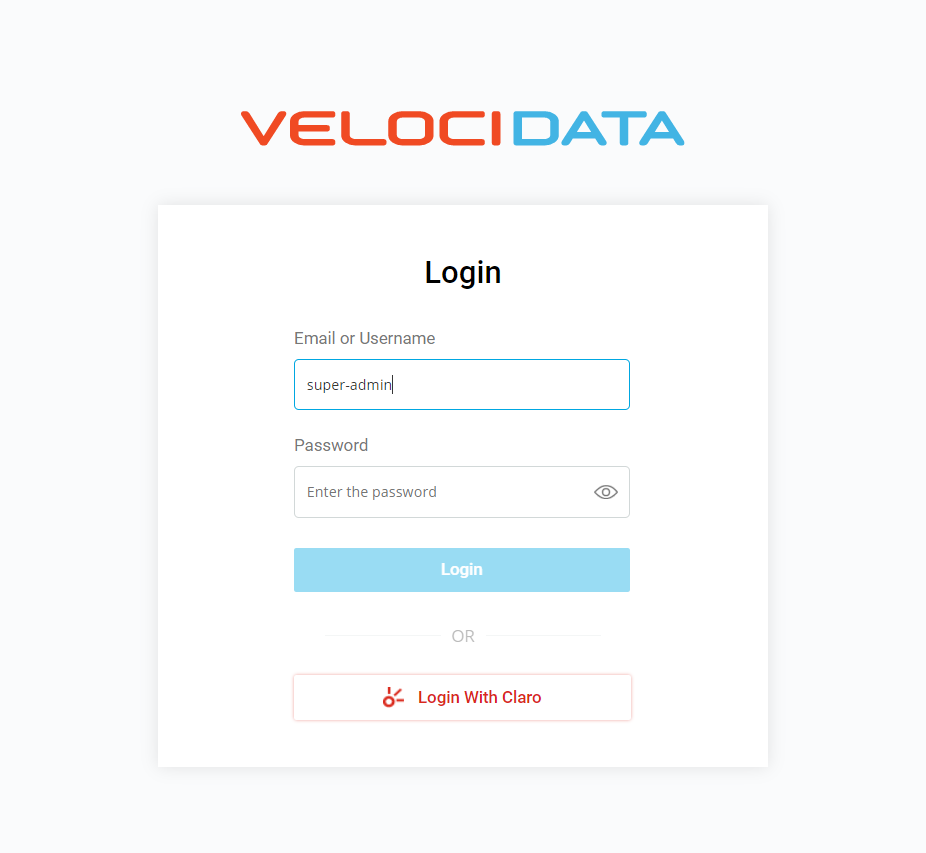 VELOCIDATA
Login
Email or Username
super-admin
Password
Enter the password
Login
OR
Login With Claro